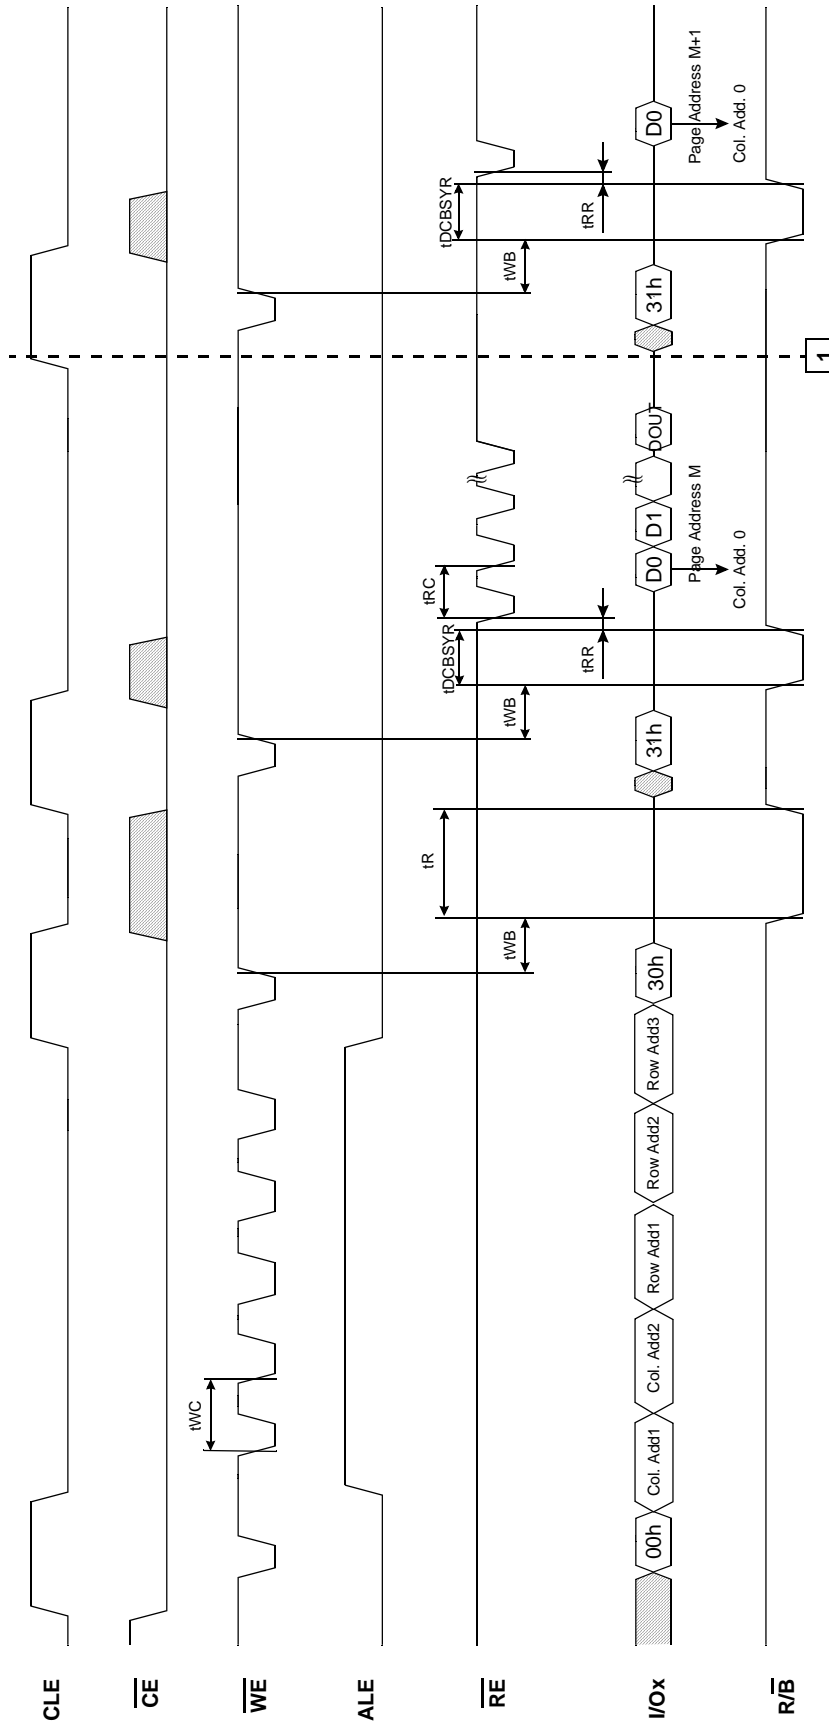 CLE
CE
WE
tWC
ALE
RE
tWB
tR
tWB
tDCBSYR
tRR
tRC
tWB
tDCBSYR
tRR
I/Ox
00h
Col. Add1
Col. Add2
Row Add1
Row Add2
Row Add3
30h
31h
D0
D1
DOUT
31h
D0
Page Address M
Col. Add. 0
Page Address M+1
Col. Add. 0
R/B
1